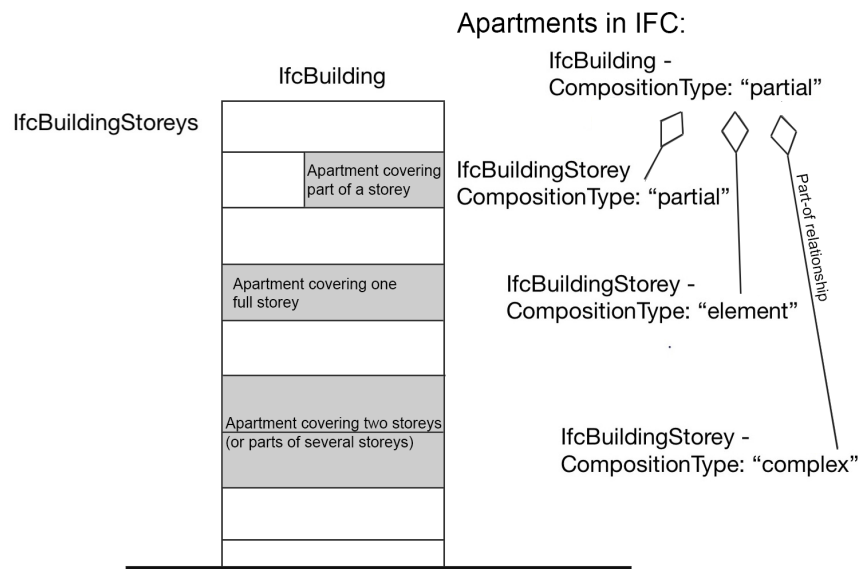 Apartments in IFC:
IfcBuilding -
CompositionType: “partial”
IfcBuilding
IfcBuildingStoreys
Apartment covering
part of a storey
IfcBuildingStorey
CompositionType: “partial”
Part-of relationship
Apartment covering one
full storey
IfcBuildingStorey -
CompositionType: “element”
Apartment covering two storeys
(or parts of several storeys)
IfcBuildingStorey -
CompositionType: “complex”